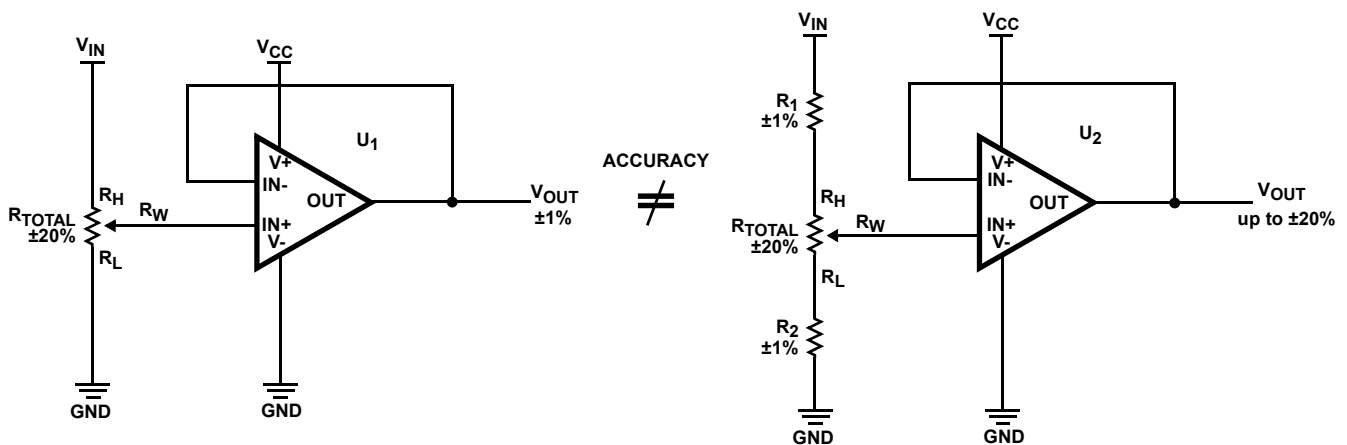 VIN
VCC
U1
V+
IN-
OUT
IN+
V-
RH
RTOTAL
±20%
RW
RL
VOUT
±1%
GND
GND
ACCURACY
≠
VIN
VCC
R1
±1%
U2
V+
IN-
OUT
IN+
V-
RH
RTOTAL
±20%
RW
RL
R2
±1%
VOUT
up to ±20%
GND
GND